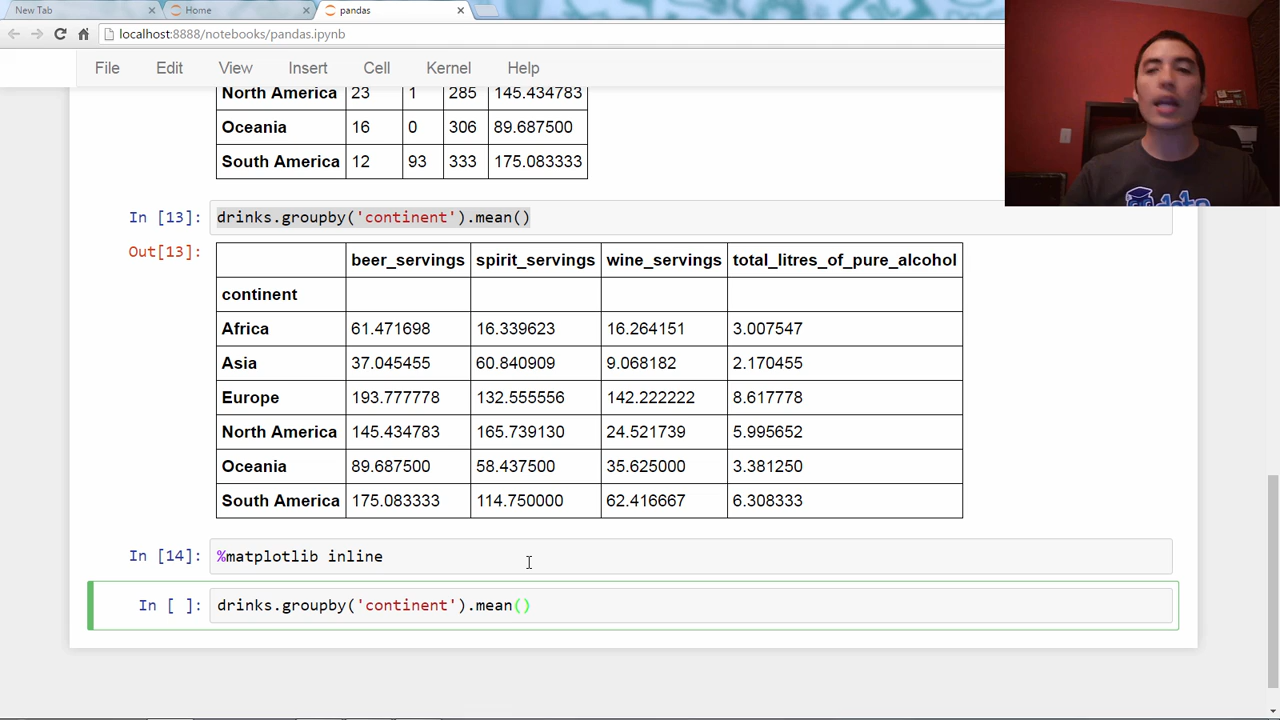 New Tab Home pandas
localhost:8888/notebooks/pandas.ipynb
File Edit View Insert Cell Kernel Help
North America 23 1 285 145.434783
Oceania 16 0 306 89.687500
South America 12 93 333 175.083333
In [13]: drinks.groupby('continent').mean()
Out[13]:
beer_servings spirit_servings wine_servings total_litres_of_pure_alcohol
continent
Africa 61.471698 16.339623 16.264151 3.007547
Asia 37.045455 60.840909 9.068182 2.170455
Europe 193.777778 132.555556 142.222222 8.617778
North America 145.434783 165.739130 24.521739 5.995652
Oceania 89.687500 58.437500 35.625000 3.381250
South America 175.083333 114.750000 62.416667 6.308333
In [14]: %matplotlib inline
In [ ]: drinks.groupby('continent').mean()